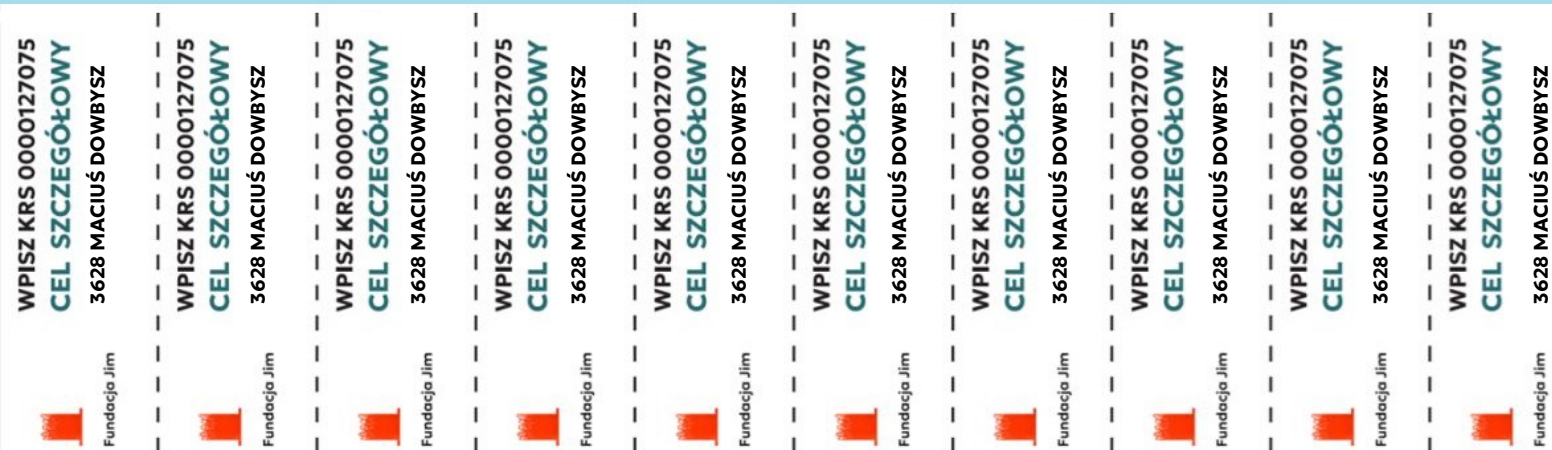 WPISZ KRS 0000127075
CEL SZCZEGÓŁOWY
3628 MACIUŚ DOWBYSZ
Fundacja Jim
WPISZ KRS 0000127075
CEL SZCZEGÓŁOWY
3628 MACIUŚ DOWBYSZ
Fundacja Jim
WPISZ KRS 0000127075
CEL SZCZEGÓŁOWY
3628 MACIUŚ DOWBYSZ
Fundacja Jim
WPISZ KRS 0000127075
CEL SZCZEGÓŁOWY
3628 MACIUŚ DOWBYSZ
Fundacja Jim
WPISZ KRS 0000127075
CEL SZCZEGÓŁOWY
3628 MACIUŚ DOWBYSZ
Fundacja Jim
WPISZ KRS 0000127075
CEL SZCZEGÓŁOWY
3628 MACIUŚ DOWBYSZ
Fundacja Jim
WPISZ KRS 0000127075
CEL SZCZEGÓŁOWY
3628 MACIUŚ DOWBYSZ
Fundacja Jim
WPISZ KRS 0000127075
CEL SZCZEGÓŁOWY
3628 MACIUŚ DOWBYSZ
Fundacja Jim
WPISZ KRS 0000127075
CEL SZCZEGÓŁOWY
3628 MACIUŚ DOWBYSZ
Fundacja Jim
WPISZ KRS 0000127075
CEL SZCZEGÓŁOWY
3628 MACIUŚ DOWBYSZ
Fundacja Jim